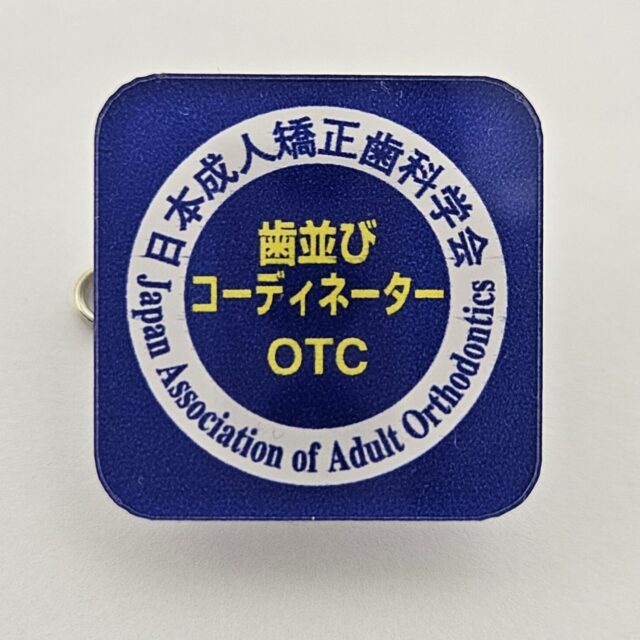 日本成人矯正歯科学会
歯並び
コーディネーター
OTC
Japan Association of Adult Orthodontics